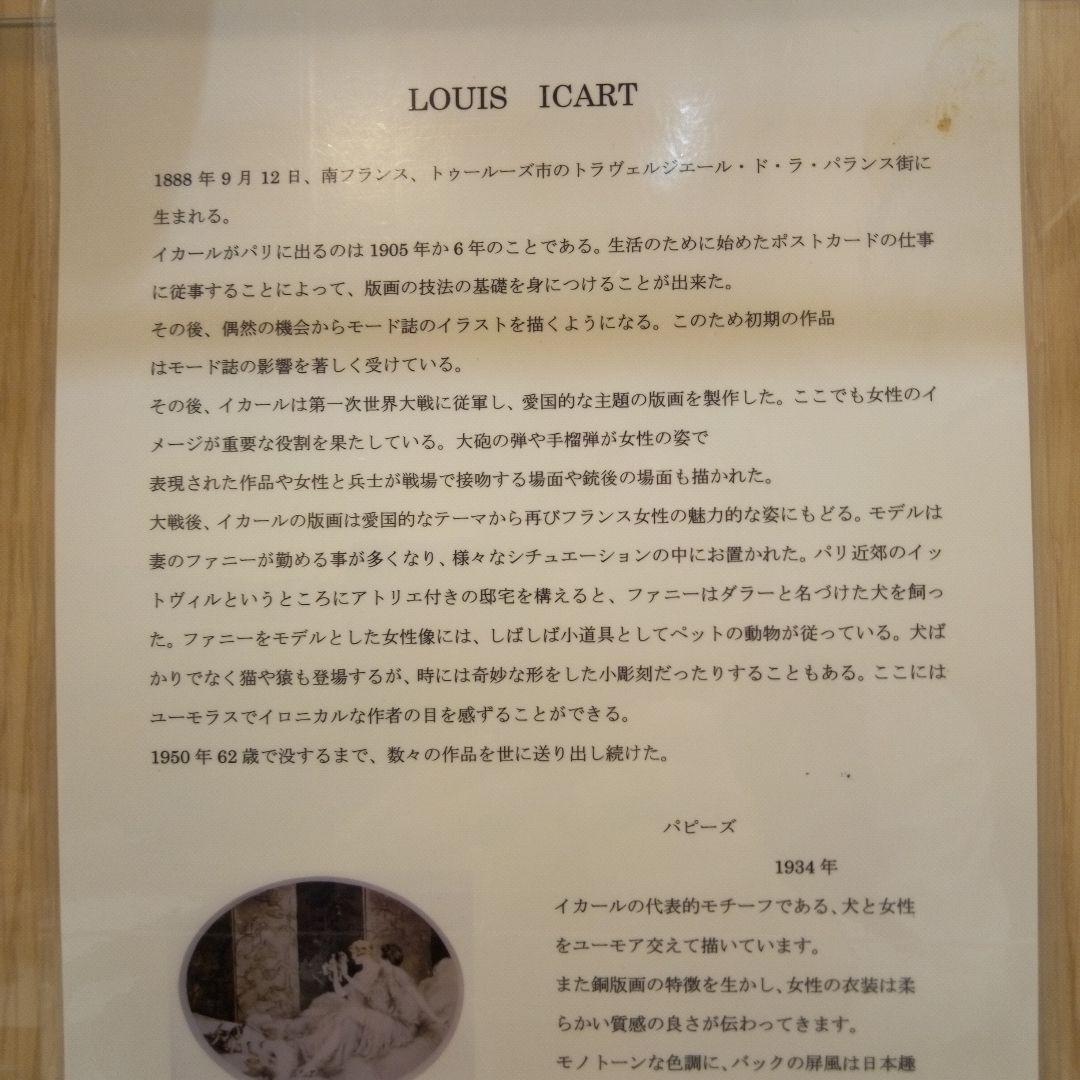 LOUIS ICART
1888年9月12日、南フランス、トゥールーズ市のトラヴェルジエール・ド・ラ・パランス街に
生まれる。
イカールがパリに出るのは1905年か6年のことである。生活のために始めたポストカードの仕事
に従事することによって、版画の技法の基礎を身につけることが出来た。
その後、偶然の機会からモード誌のイラストを描くようになる。このため初期の作品
はモード誌の影響を著しく受けている。
その後、イカールは第一次世界大戦に従軍し、愛国的な主題の版画を製作した。ここでも女性のイ
メージが重要な役割を果たしている。大砲の弾や手榴弾が女性の姿で
表現された作品や女性と兵士が戦場で接吻する場面や銃後の場面も描かれた。
大戦後、イカールの版画は愛国的なテーマから再びフランス女性の魅力的な姿にもどる。モデルは
妻のファニーが勤める事が多くなり、様々なシチュエーションの中にお置かれた。パリ近郊のイッ
トヴィルというところにアトリエ付きの邸宅を構えると、ファニーはダラーと名づけた犬を飼っ
た。ファニーをモデルとした女性像には、しばしば小道具としてペットの動物が従っている。犬ば
かりでなく猫や猿も登場するが、時には奇妙な形をした小彫刻だったりすることもある。ここには
ユーモラスでイロニカルな作者の目を感ずることができる。
1950年62歳で没するまで、数々の作品を世に送り出し続けた。
パピーズ
1934年
イカールの代表的モチーフである、犬と女性
をユーモア交えて描いています。
また銅版画の特徴を生かし、女性の衣装は柔
らかい質感の良さが伝わってきます。
モノトーンな色調に、バックの屏風は日本趣